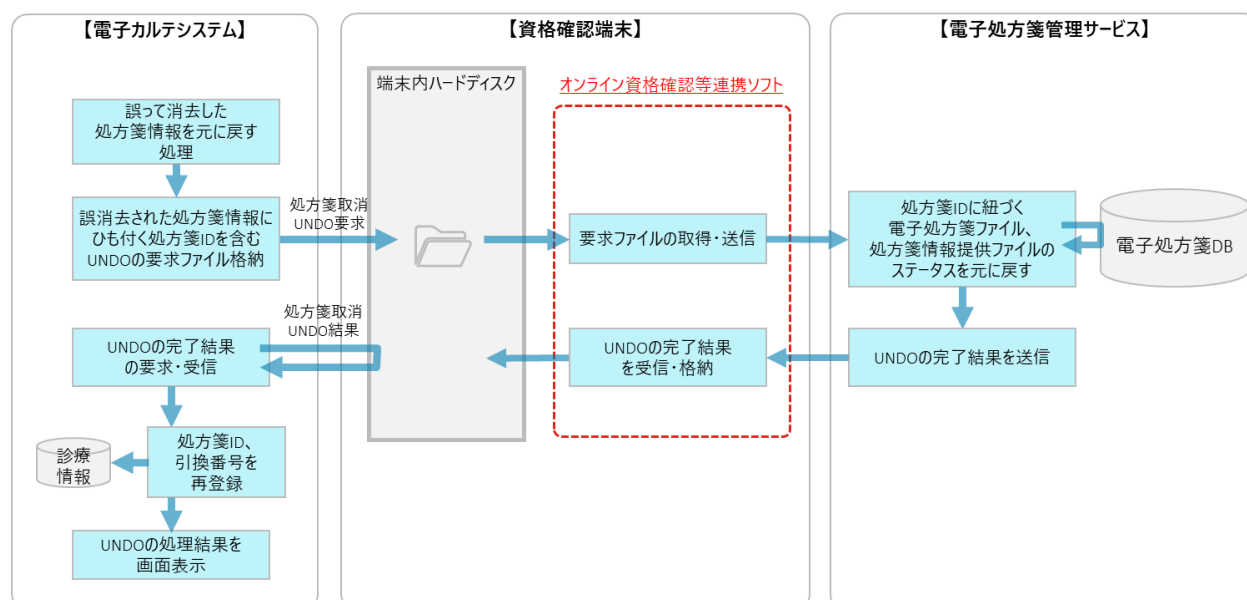 【電子カルテシステム】
誤って消去した
処方箋情報を元に戻す
処理
誤消去された処方箋情報に
ひも付く処方箋IDを含む
UNDOの要求ファイル格納
処方箋取消
UNDO要求
処方箋取消
UNDO結果
UNDOの完了結果
の要求・受信
処方箋ID、
引換番号を
再登録
診療
情報
UNDOの処理結果を
画面表示
【資格確認端末】
端末内ハードディスク
オンライン資格確認等連携ソフト
要求ファイルの取得・送信
UNDOの完了結果
を受信・格納
【電子処方箋管理サービス】
処方箋IDに紐づく
電子処方箋ファイル、
処方箋情報提供ファイルの
ステータスを元に戻す
電子処方箋DB
UNDOの完了結果を送信